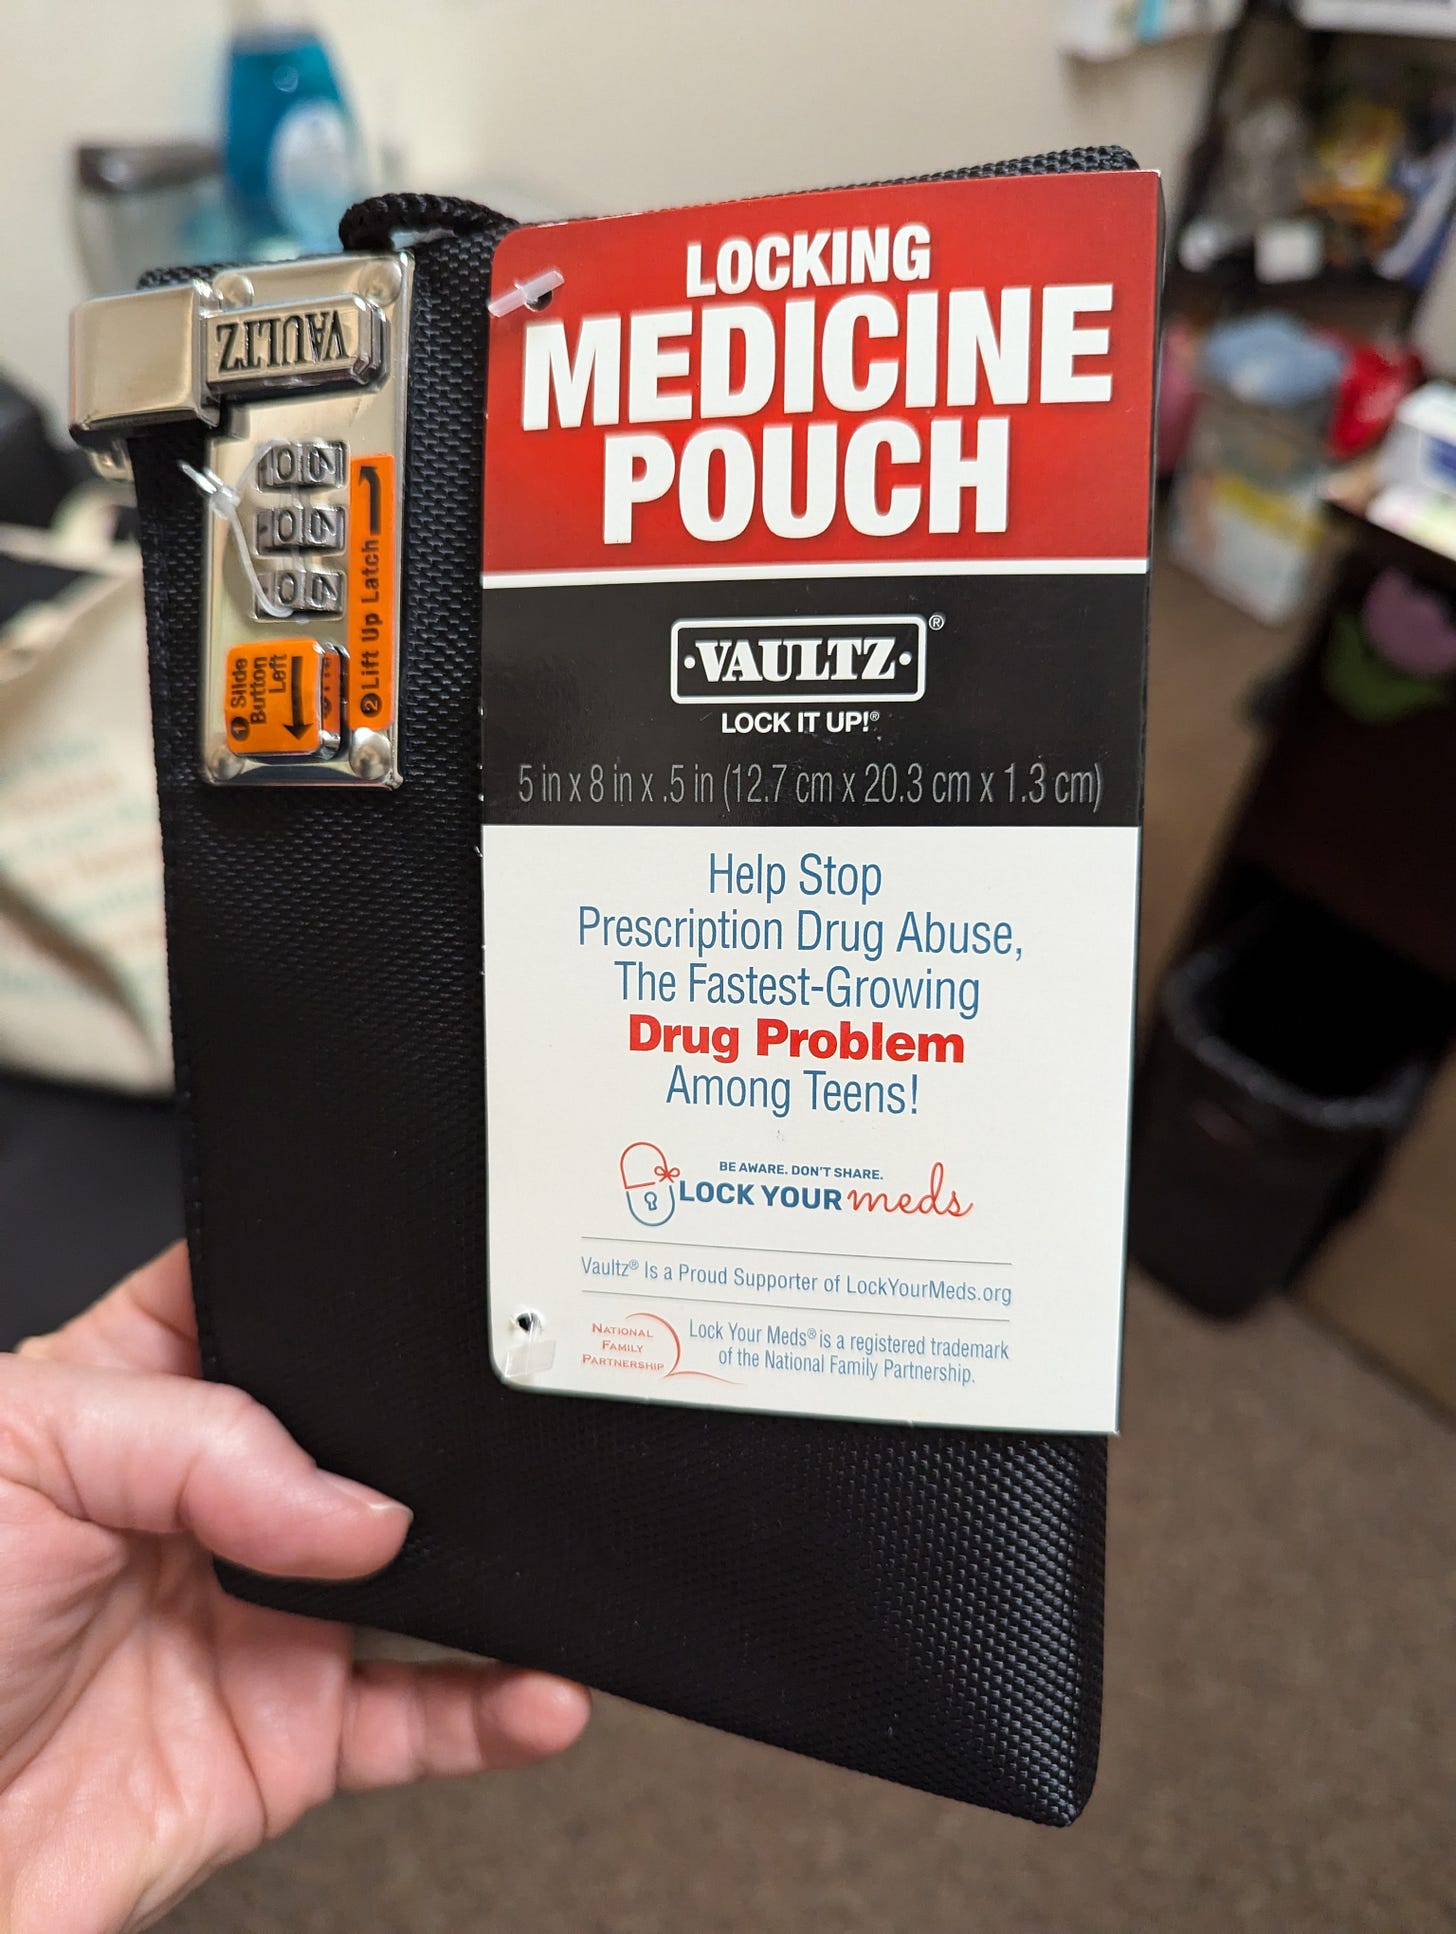 LOCKING
MEDICINE
POUCH
·VAULTZ·®
LOCK IT UP!®
5 in x 8 in x .5 in (12.7 cm x 20.3 cm x 1.3 cm)
Help Stop
Prescription Drug Abuse,
The Fastest-Growing
Drug Problem
Among Teens!
BE AWARE. DON'T SHARE.
LOCK YOUR meds
Vaultz® Is a Proud Supporter of LockYourMeds.org
NATIONAL
FAMILY
PARTNERSHIP
Lock Your Meds® is a registered trademark
of the National Family Partnership.
VAULTZ
1 Slide
Button
Left
2 Lift Up Latch